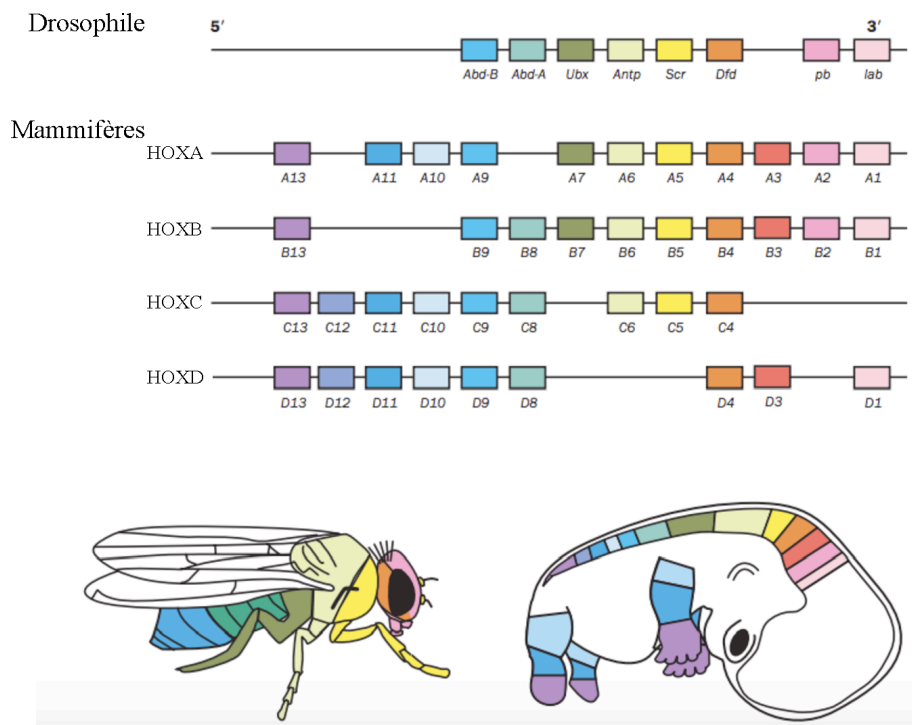 Drosophile
5′ 3′
Abd-B Abd-A Ubx Antp Scr Dfd pb lab
Mammifères
HOXA
A13 A11 A10 A9 A7 A6 A5 A4 A3 A2 A1
HOXB
B13 B9 B8 B7 B6 B5 B4 B3 B2 B1
HOXC
C13 C12 C11 C10 C9 C8 C6 C5 C4
HOXD
D13 D12 D11 D10 D9 D8 D4 D3 D1